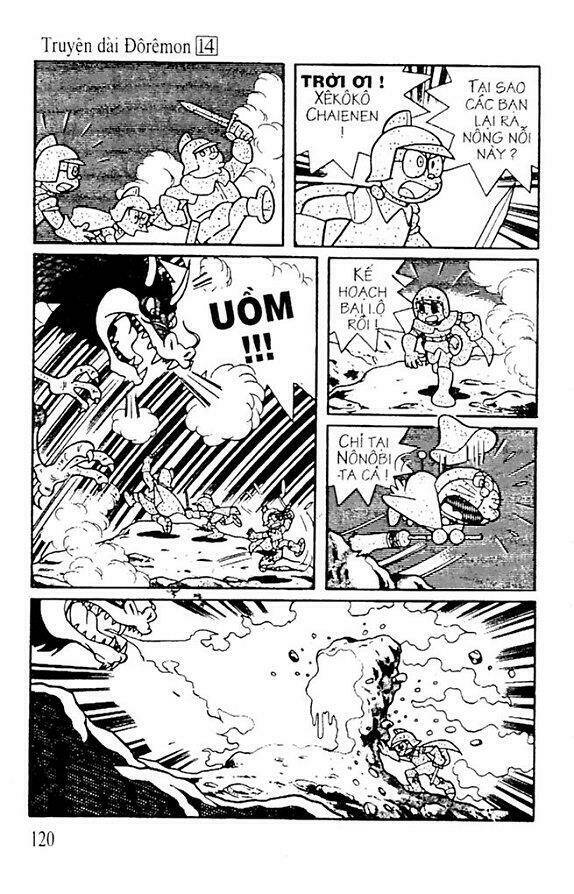 Truyện dài Đôrêmon 14
TRỜI ƠI !
XÊKÔKÔ
CHAIENEN
!
TẠI SAO
CÁC BẠN
LẠI RA
NÔNG NỖI
NÀY ?
UỒM
!!!
KẾ
HOẠCH
BẠI LỘ
RỒI !
CHỈ TẠI
NÔNÔBI
TA CẢ !
120